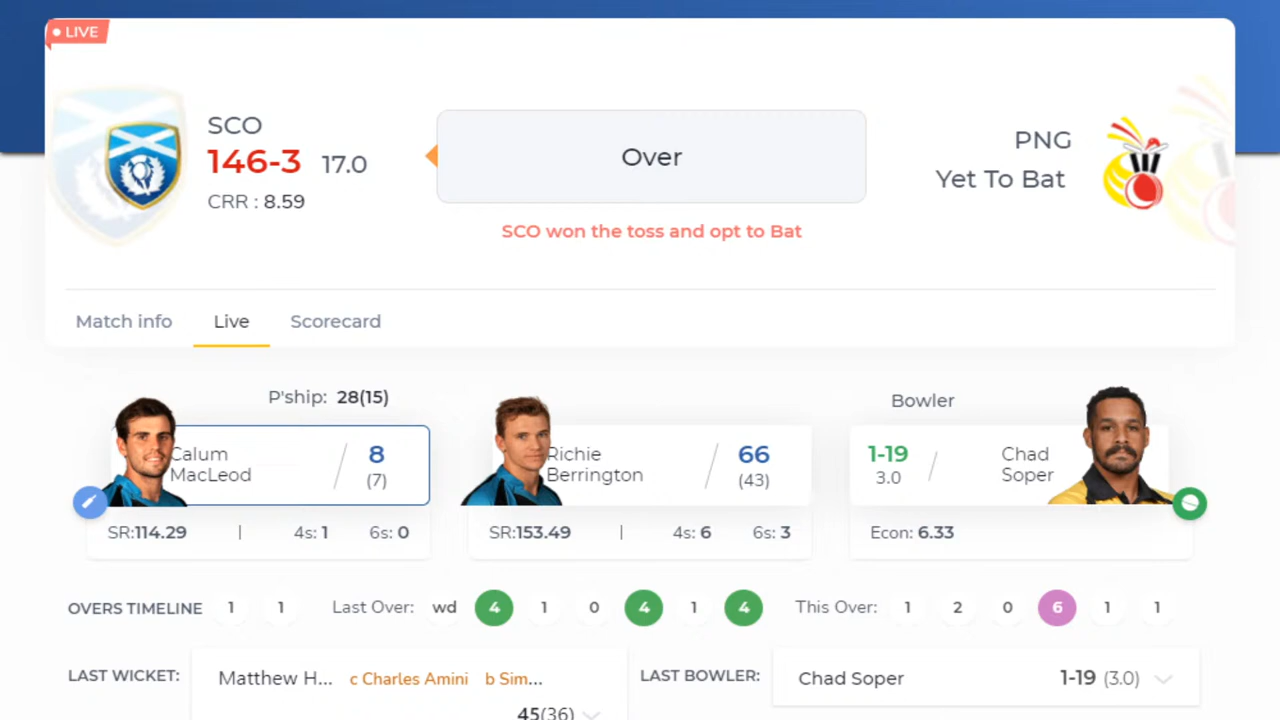 LIVE
SCO
146-3 17.0
CRR : 8.59
Over
SCO won the toss and opt to Bat
PNG
Yet To Bat
Match info Live Scorecard
P'ship: 28(15)
Calum
MacLeod
8
(7)
SR:114.29 | 4s: 1 6s: 0
Richie
Berrington
66
(43)
SR:153.49 | 4s: 6 6s: 3
Bowler
1-19
3.0
Chad
Soper
Econ: 6.33
OVERS TIMELINE 1 1 Last Over: wd 4 1 0 4 1 4 This Over: 1 2 0 6 1 1
LAST WICKET: Matthew H... c Charles Amini b Sim...
45(36)
LAST BOWLER: Chad Soper 1-19 (3.0)